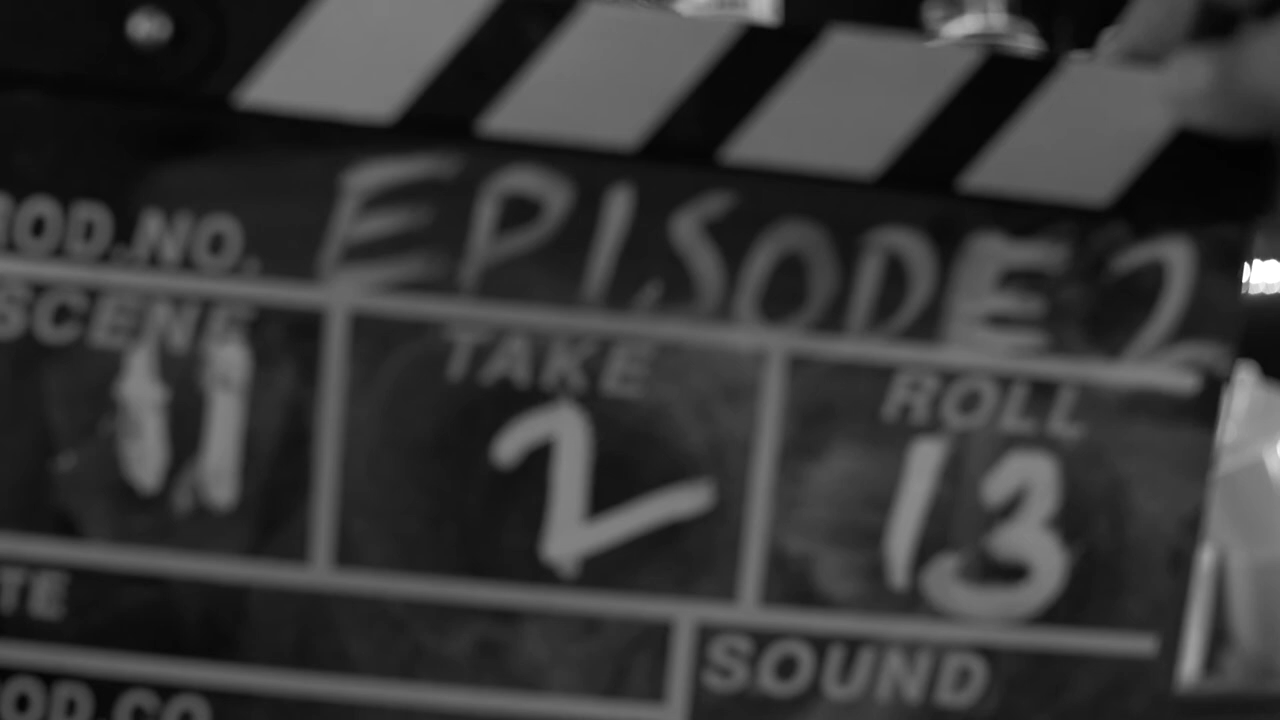 ROD.NO. EPISODE 2
SCENE TAKE ROLL
11 2 13
TE
SOUND
OD.CO